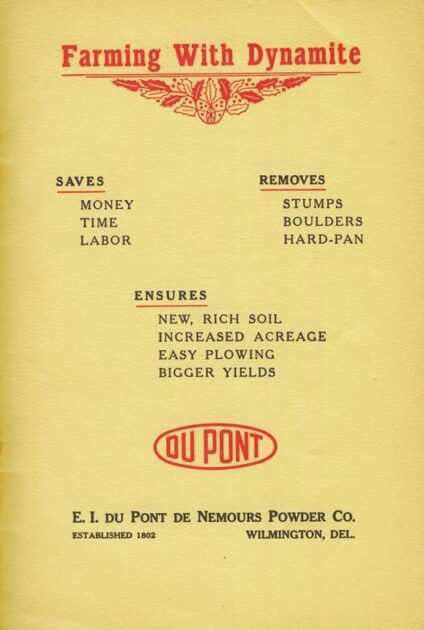 Farming With Dynamite
SAVES
MONEY
TIME
LABOR
REMOVES
STUMPS
BOULDERS
HARD-PAN
ENSURES
NEW, RICH SOIL
INCREASED ACREAGE
EASY PLOWING
BIGGER YIELDS
DU PONT
E. I. DU PONT DE NEMOURS POWDER CO.
ESTABLISHED 1802 WILMINGTON, DEL.